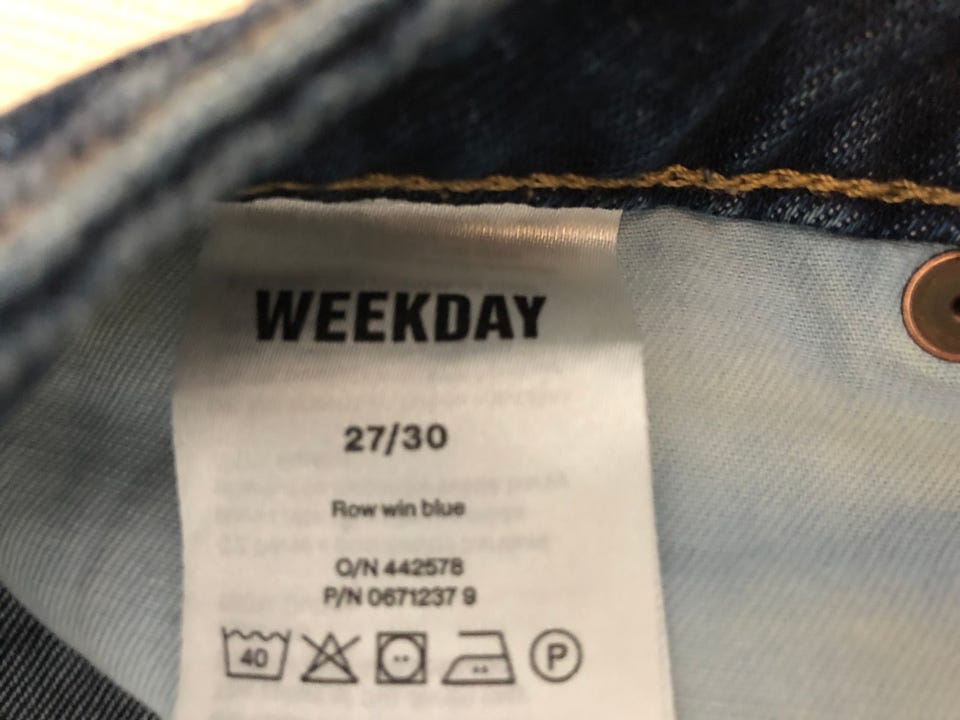 WEEKDAY
27/30
Row win blue
O/N 442578
P/N 0671237 9
40
P